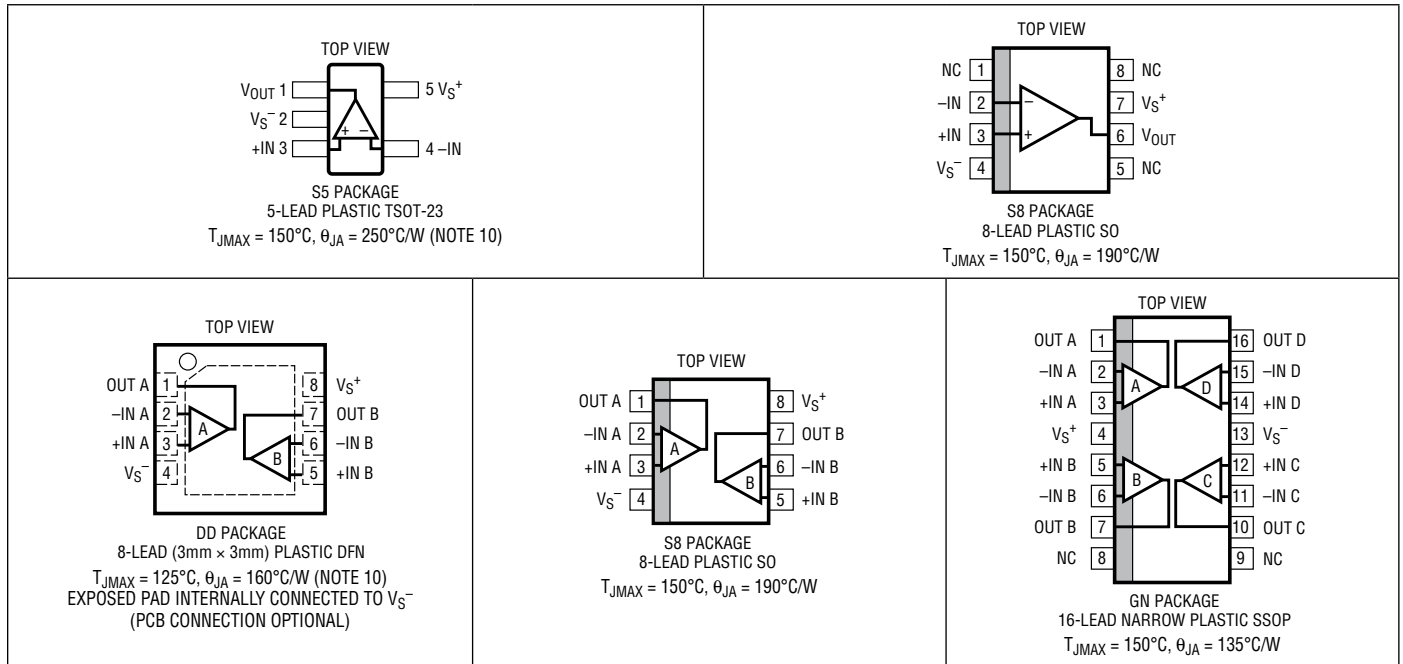 TOP VIEW
VOUT 1
VS– 2
+IN 3
5 VS+
4 –IN
+ –
S5 PACKAGE
5-LEAD PLASTIC TSOT-23
TJMAX = 150°C, θJA = 250°C/W (NOTE 10)
TOP VIEW
NC 1
–IN 2
+IN 3
VS– 4
8 NC
7 VS+
6 VOUT
5 NC
–
+
S8 PACKAGE
8-LEAD PLASTIC SO
TJMAX = 150°C, θJA = 190°C/W
TOP VIEW
OUT A 1
–IN A 2
+IN A 3
VS– 4
8 VS+
7 OUT B
6 –IN B
5 +IN B
A
B
DD PACKAGE
8-LEAD (3mm × 3mm) PLASTIC DFN
TJMAX = 125°C, θJA = 160°C/W (NOTE 10)
EXPOSED PAD INTERNALLY CONNECTED TO VS–
(PCB CONNECTION OPTIONAL)
TOP VIEW
OUT A 1
–IN A 2
+IN A 3
VS– 4
8 VS+
7 OUT B
6 –IN B
5 +IN B
A
B
S8 PACKAGE
8-LEAD PLASTIC SO
TJMAX = 150°C, θJA = 190°C/W
TOP VIEW
OUT A 1
–IN A 2
+IN A 3
VS+ 4
+IN B 5
–IN B 6
OUT B 7
NC 8
16 OUT D
15 –IN D
14 +IN D
13 VS–
12 +IN C
11 –IN C
10 OUT C
9 NC
A
D
B
C
GN PACKAGE
16-LEAD NARROW PLASTIC SSOP
TJMAX = 150°C, θJA = 135°C/W